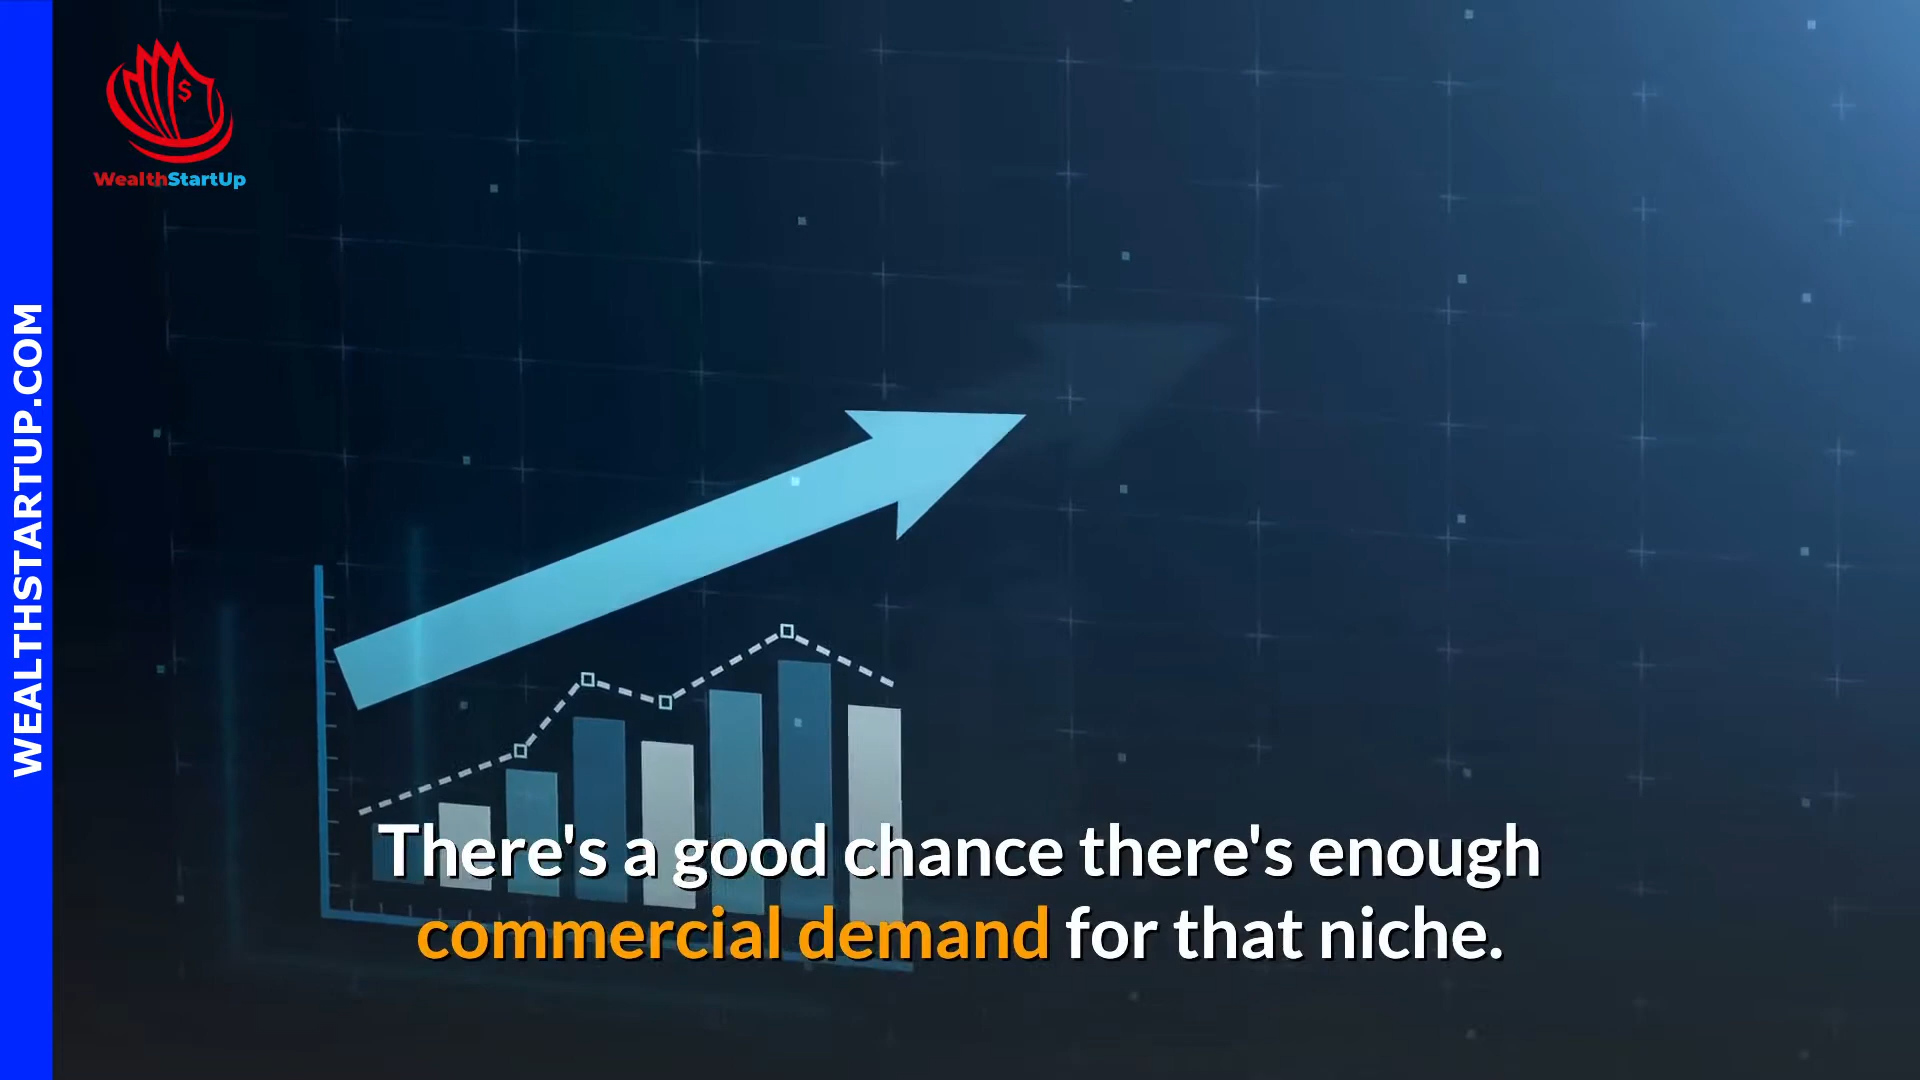 $
WealthStartUp
WEALTHSTARTUP.COM
There's a good chance there's enough
commercial demand for that niche.